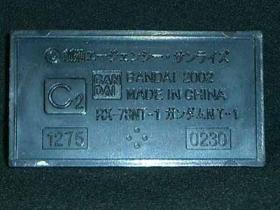 ©創通エージェンシー・サンライズ
C2 BAN DAI BANDAI 2002
MADE IN CHINA
RX-78NT-1 ガンダムNT-1
1275 0230